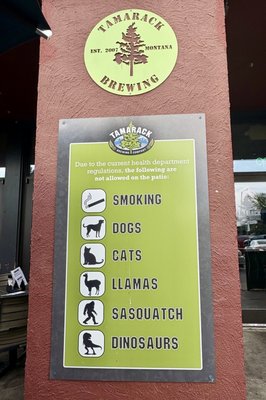 TAMARACK
EST. 2007 MONTANA
BREWING
TAMARACK
Due to the current health department
regulations, the following are
not allowed on the patio:
SMOKING
DOGS
CATS
LLAMAS
SASQUATCH
DINOSAURS